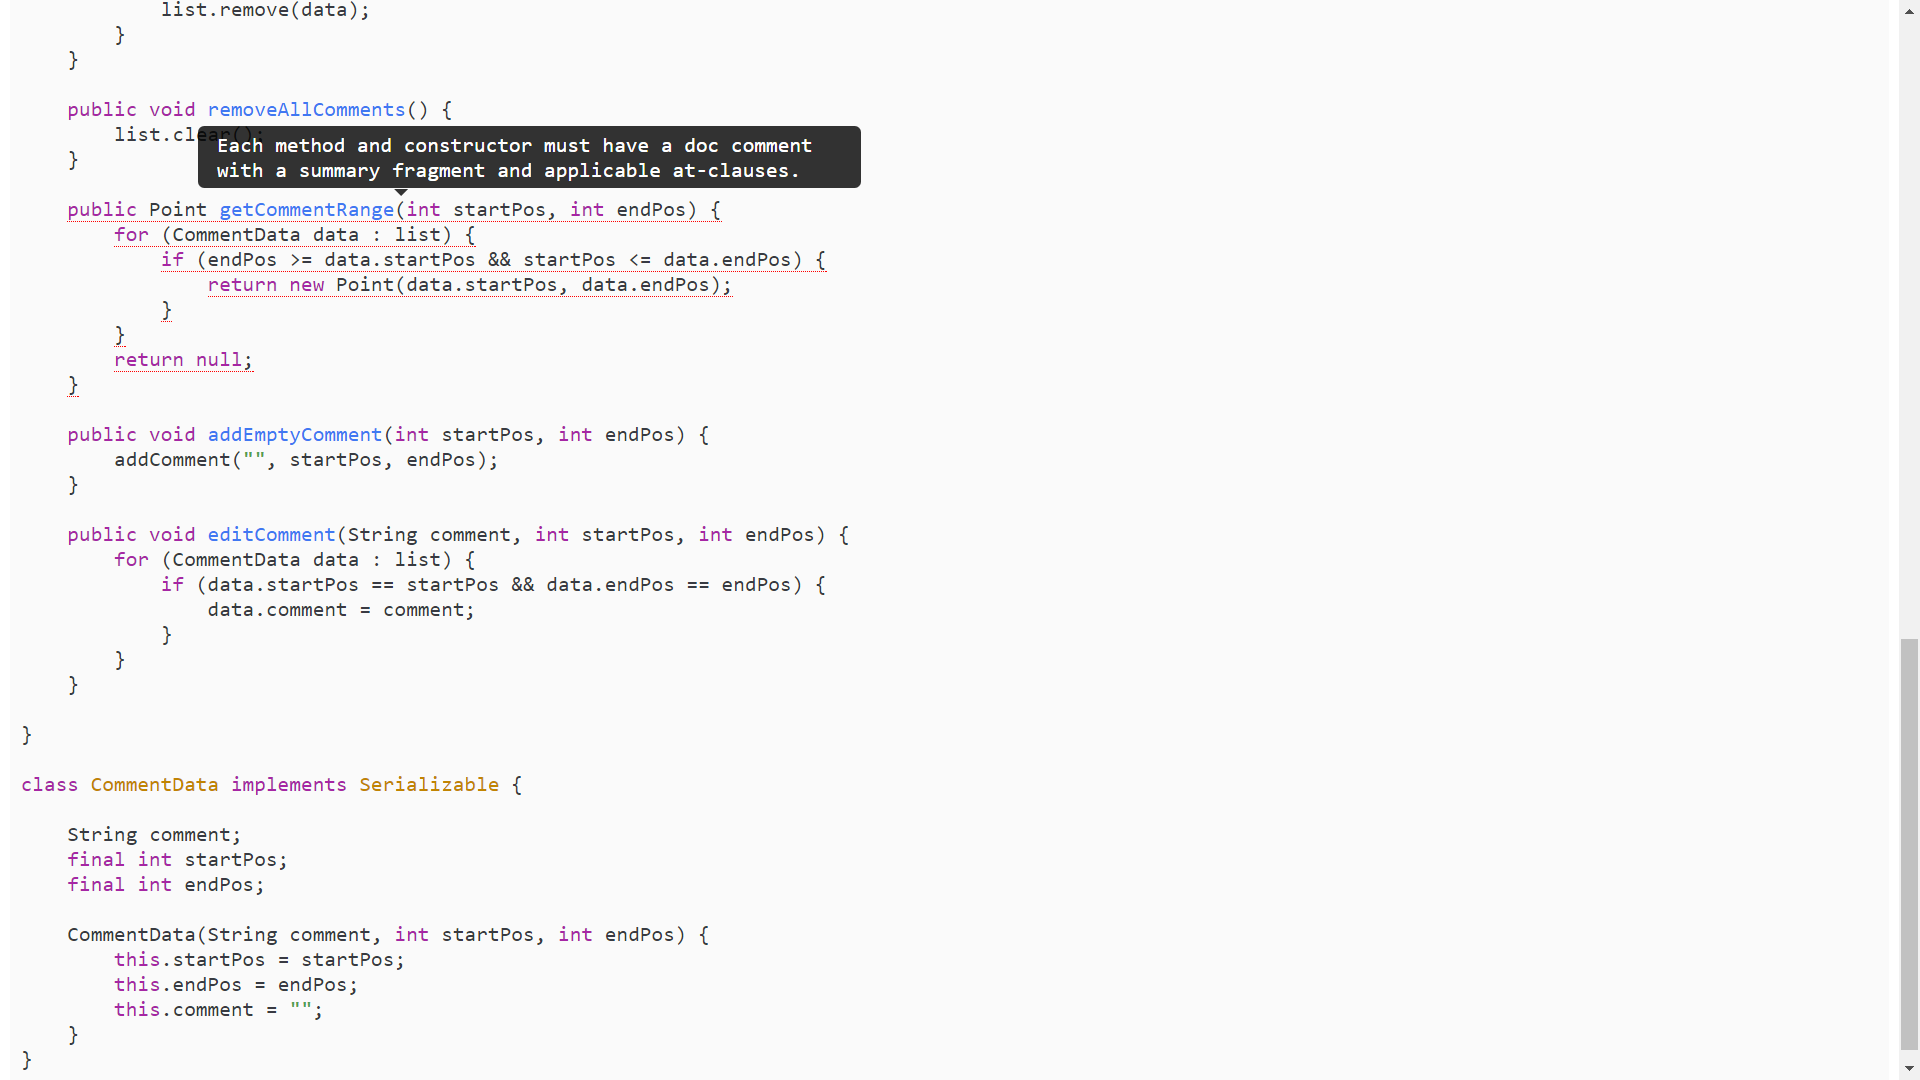 list.remove(data);
        }
    }

    public void removeAllComments() {
        list.clear();
    }
Each method and constructor must have a doc comment
with a summary fragment and applicable at-clauses.

    public Point getCommentRange(int startPos, int endPos) {
        for (CommentData data : list) {
            if (endPos >= data.startPos && startPos <= data.endPos) {
                return new Point(data.startPos, data.endPos);
            }
        }
        return null;
    }

    public void addEmptyComment(int startPos, int endPos) {
        addComment("", startPos, endPos);
    }

    public void editComment(String comment, int startPos, int endPos) {
        for (CommentData data : list) {
            if (data.startPos == startPos && data.endPos == endPos) {
                data.comment = comment;
            }
        }
    }

}

class CommentData implements Serializable {

    String comment;
    final int startPos;
    final int endPos;

    CommentData(String comment, int startPos, int endPos) {
        this.startPos = startPos;
        this.endPos = endPos;
        this.comment = "";
    }
}